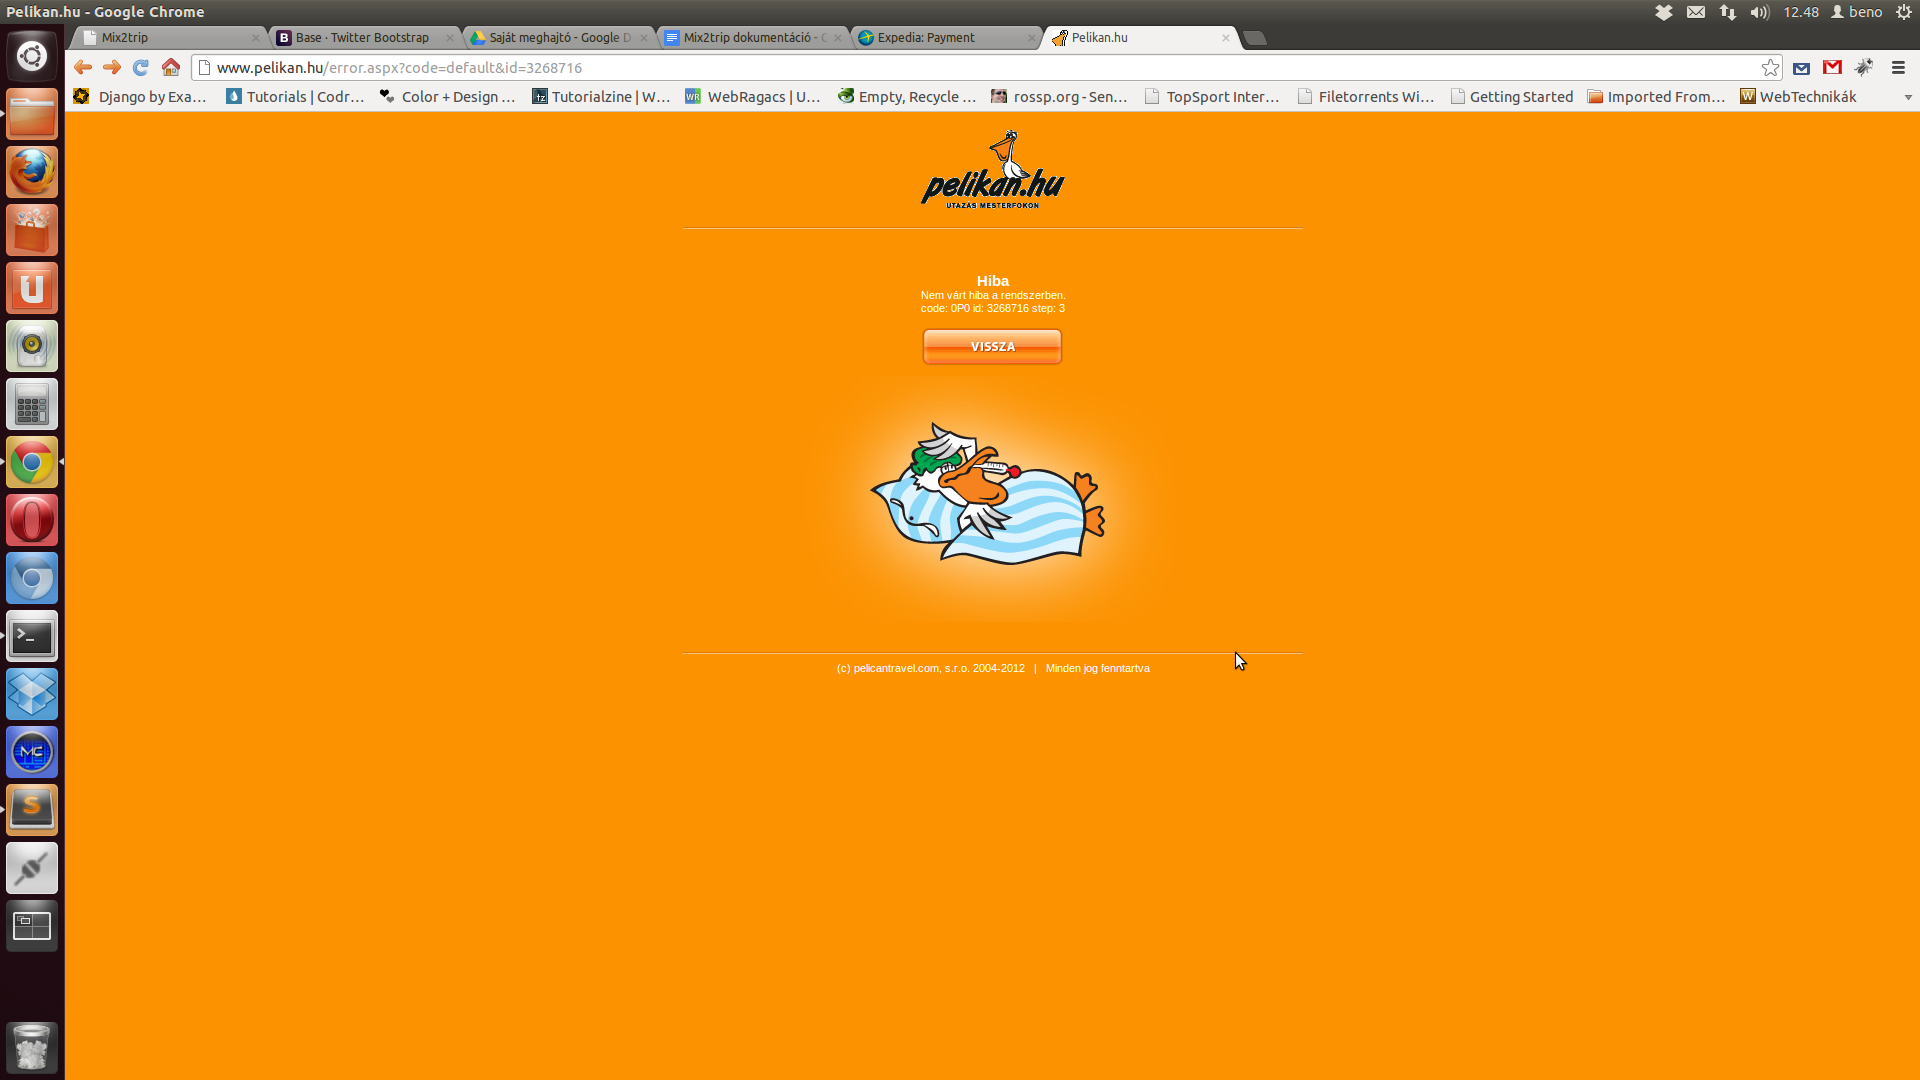 Pelikan.hu - Google Chrome
12.48 beno
Mix2trip
Base · Twitter Bootstrap
Saját meghajtó - Google D
Mix2trip dokumentáció -
Expedia: Payment
Pelikan.hu
www.pelikan.hu/error.aspx?code=default&id=3268716
Django by Exa...
Tutorials | Codr...
Color + Design ...
Tutorialzine | W...
WebRagacs | U...
Empty, Recycle ...
rossp.org - Sen...
TopSport Inter...
Filetorrents Wi...
Getting Started
Imported From...
WebTechnikák
pelikan.hu
UTAZÁS MESTERFOKON
Hiba
Nem várt hiba a rendszerben.
code: 0P0 id: 3268716 step: 3
VISSZA
(c) pelicantravel.com, s.r.o. 2004-2012 | Minden jog fenntartva